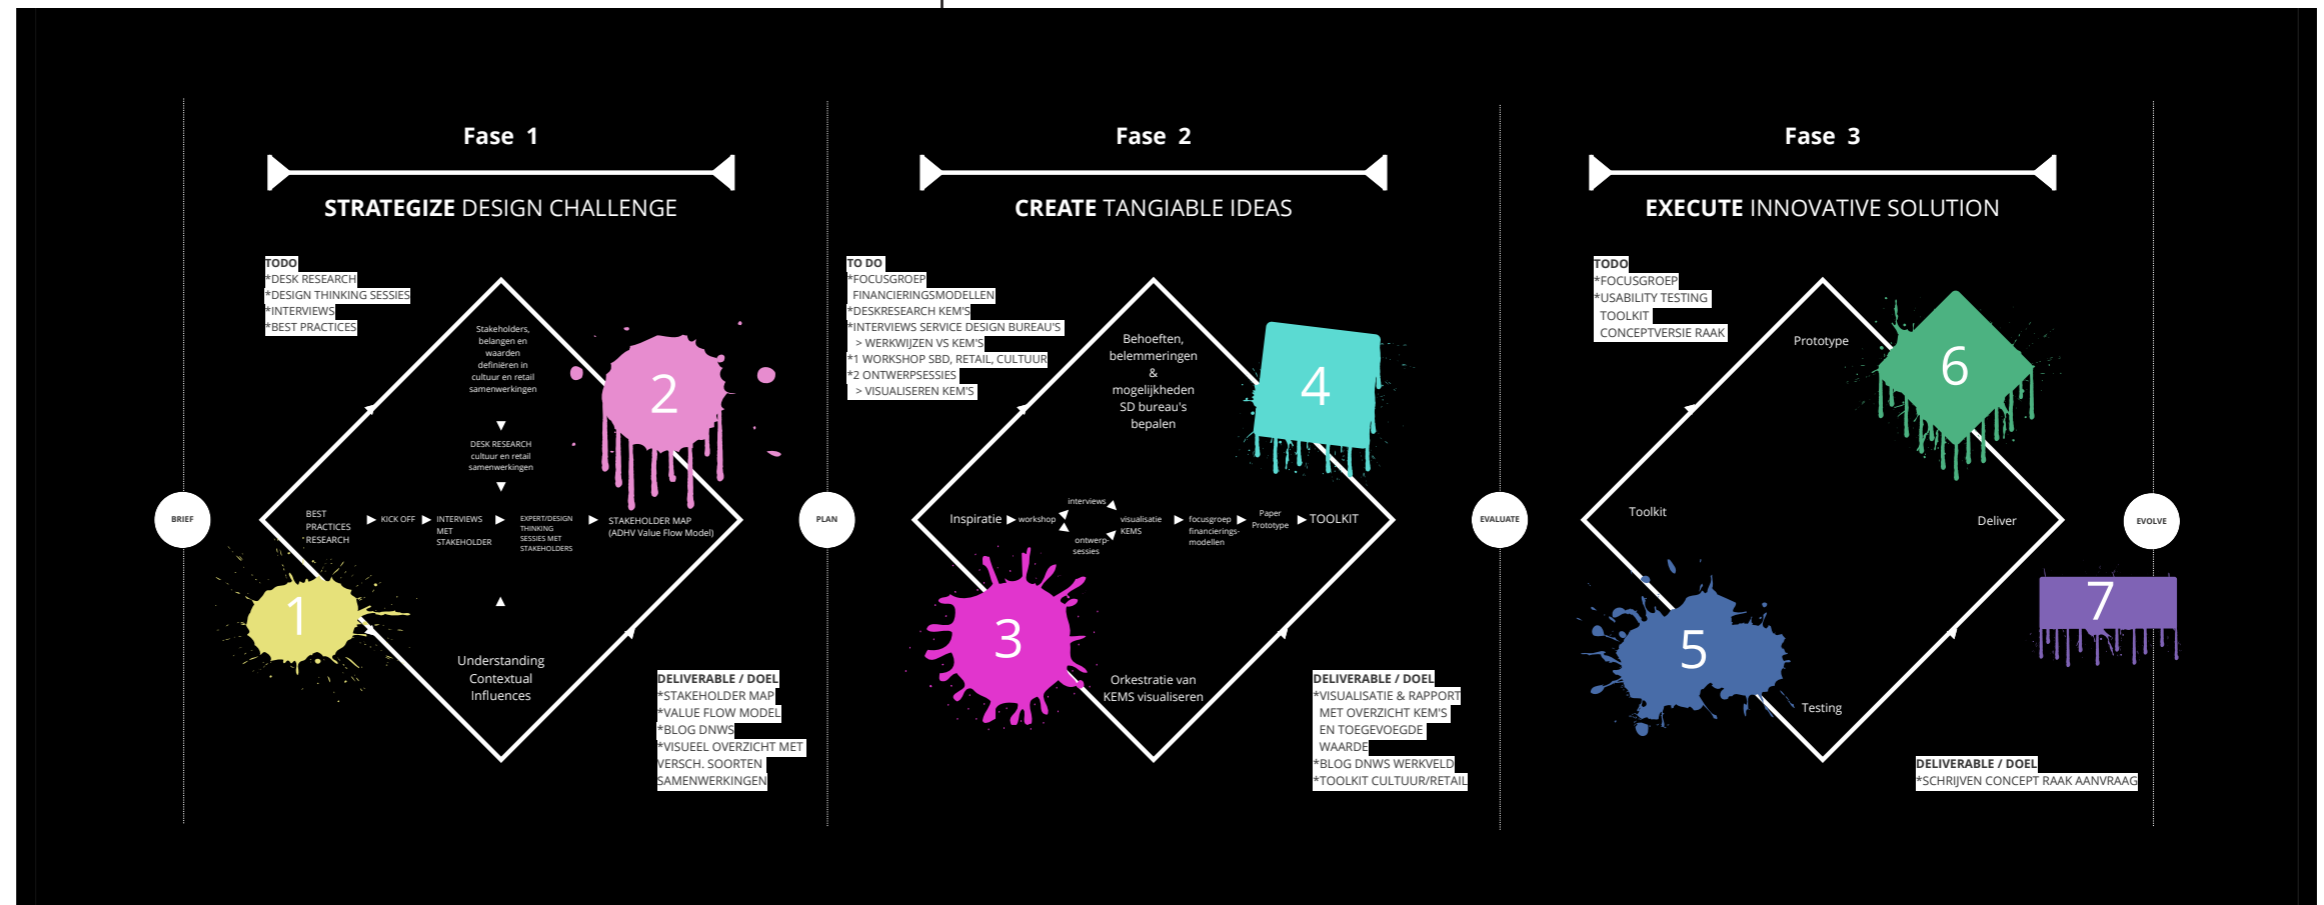 Fase 1
STRATEGIZE DESIGN CHALLENGE
TODO
*DESK RESEARCH
*DESIGN THINKING SESSIES
*INTERVIEWS
*BEST PRACTICES
Stakeholders,
belangen en
waarden
definiëren in
cultuur en retail
samenwerkingen
2
DESK RESEARCH
cultuur en retail
samenwerkingen
BRIEF
BEST
PRACTICES
RESEARCH
KICK OFF
INTERVIEWS
MET
STAKEHOLDER
EXPERT/DESIGN
THINKING
SESSIES MET
STAKEHOLDERS
STAKEHOLDER MAP
(ADHV Value Flow Model)
1
Understanding
Contextual
Influences
DELIVERABLE / DOEL
*STAKEHOLDER MAP
*VALUE FLOW MODEL
*BLOG DNWS
*VISUEEL OVERZICHT MET
VERSCH. SOORTEN
SAMENWERKINGEN
PLAN
Fase 2
CREATE TANGIABLE IDEAS
TO DO
*FOCUSGROEP
FINANCIERINGSMODELLEN
*DESKRESEARCH KEM'S
*INTERVIEWS SERVICE DESIGN BUREAU'S
> WERKWIJZEN VS KEM'S
*1 WORKSHOP SBD, RETAIL, CULTUUR
*2 ONTWERPSESSIES
> VISUALISEREN KEM'S
Behoeften,
belemmeringen
&
mogelijkheden
SD bureau's
bepalen
4
Inspiratie
workshop
interviews
ontwerp-
sessies
visualisatie
KEMS
focusgroep
financierings-
modellen
Paper
Prototype
TOOLKIT
3
Orkestratie van
KEMS visualiseren
DELIVERABLE / DOEL
*VISUALISATIE & RAPPORT
MET OVERZICHT KEM'S
EN TOEGEVOEGDE
WAARDE
*BLOG DNWS WERKVELD
*TOOLKIT CULTUUR/RETAIL
EVALUATE
Fase 3
EXECUTE INNOVATIVE SOLUTION
TODO
*FOCUSGROEP
*USABILITY TESTING
TOOLKIT
CONCEPTVERSIE RAAK
Prototype
6
Toolkit
Deliver
EVOLVE
7
5
Testing
DELIVERABLE / DOEL
*SCHRIJVEN CONCEPT RAAK AANVRAAG